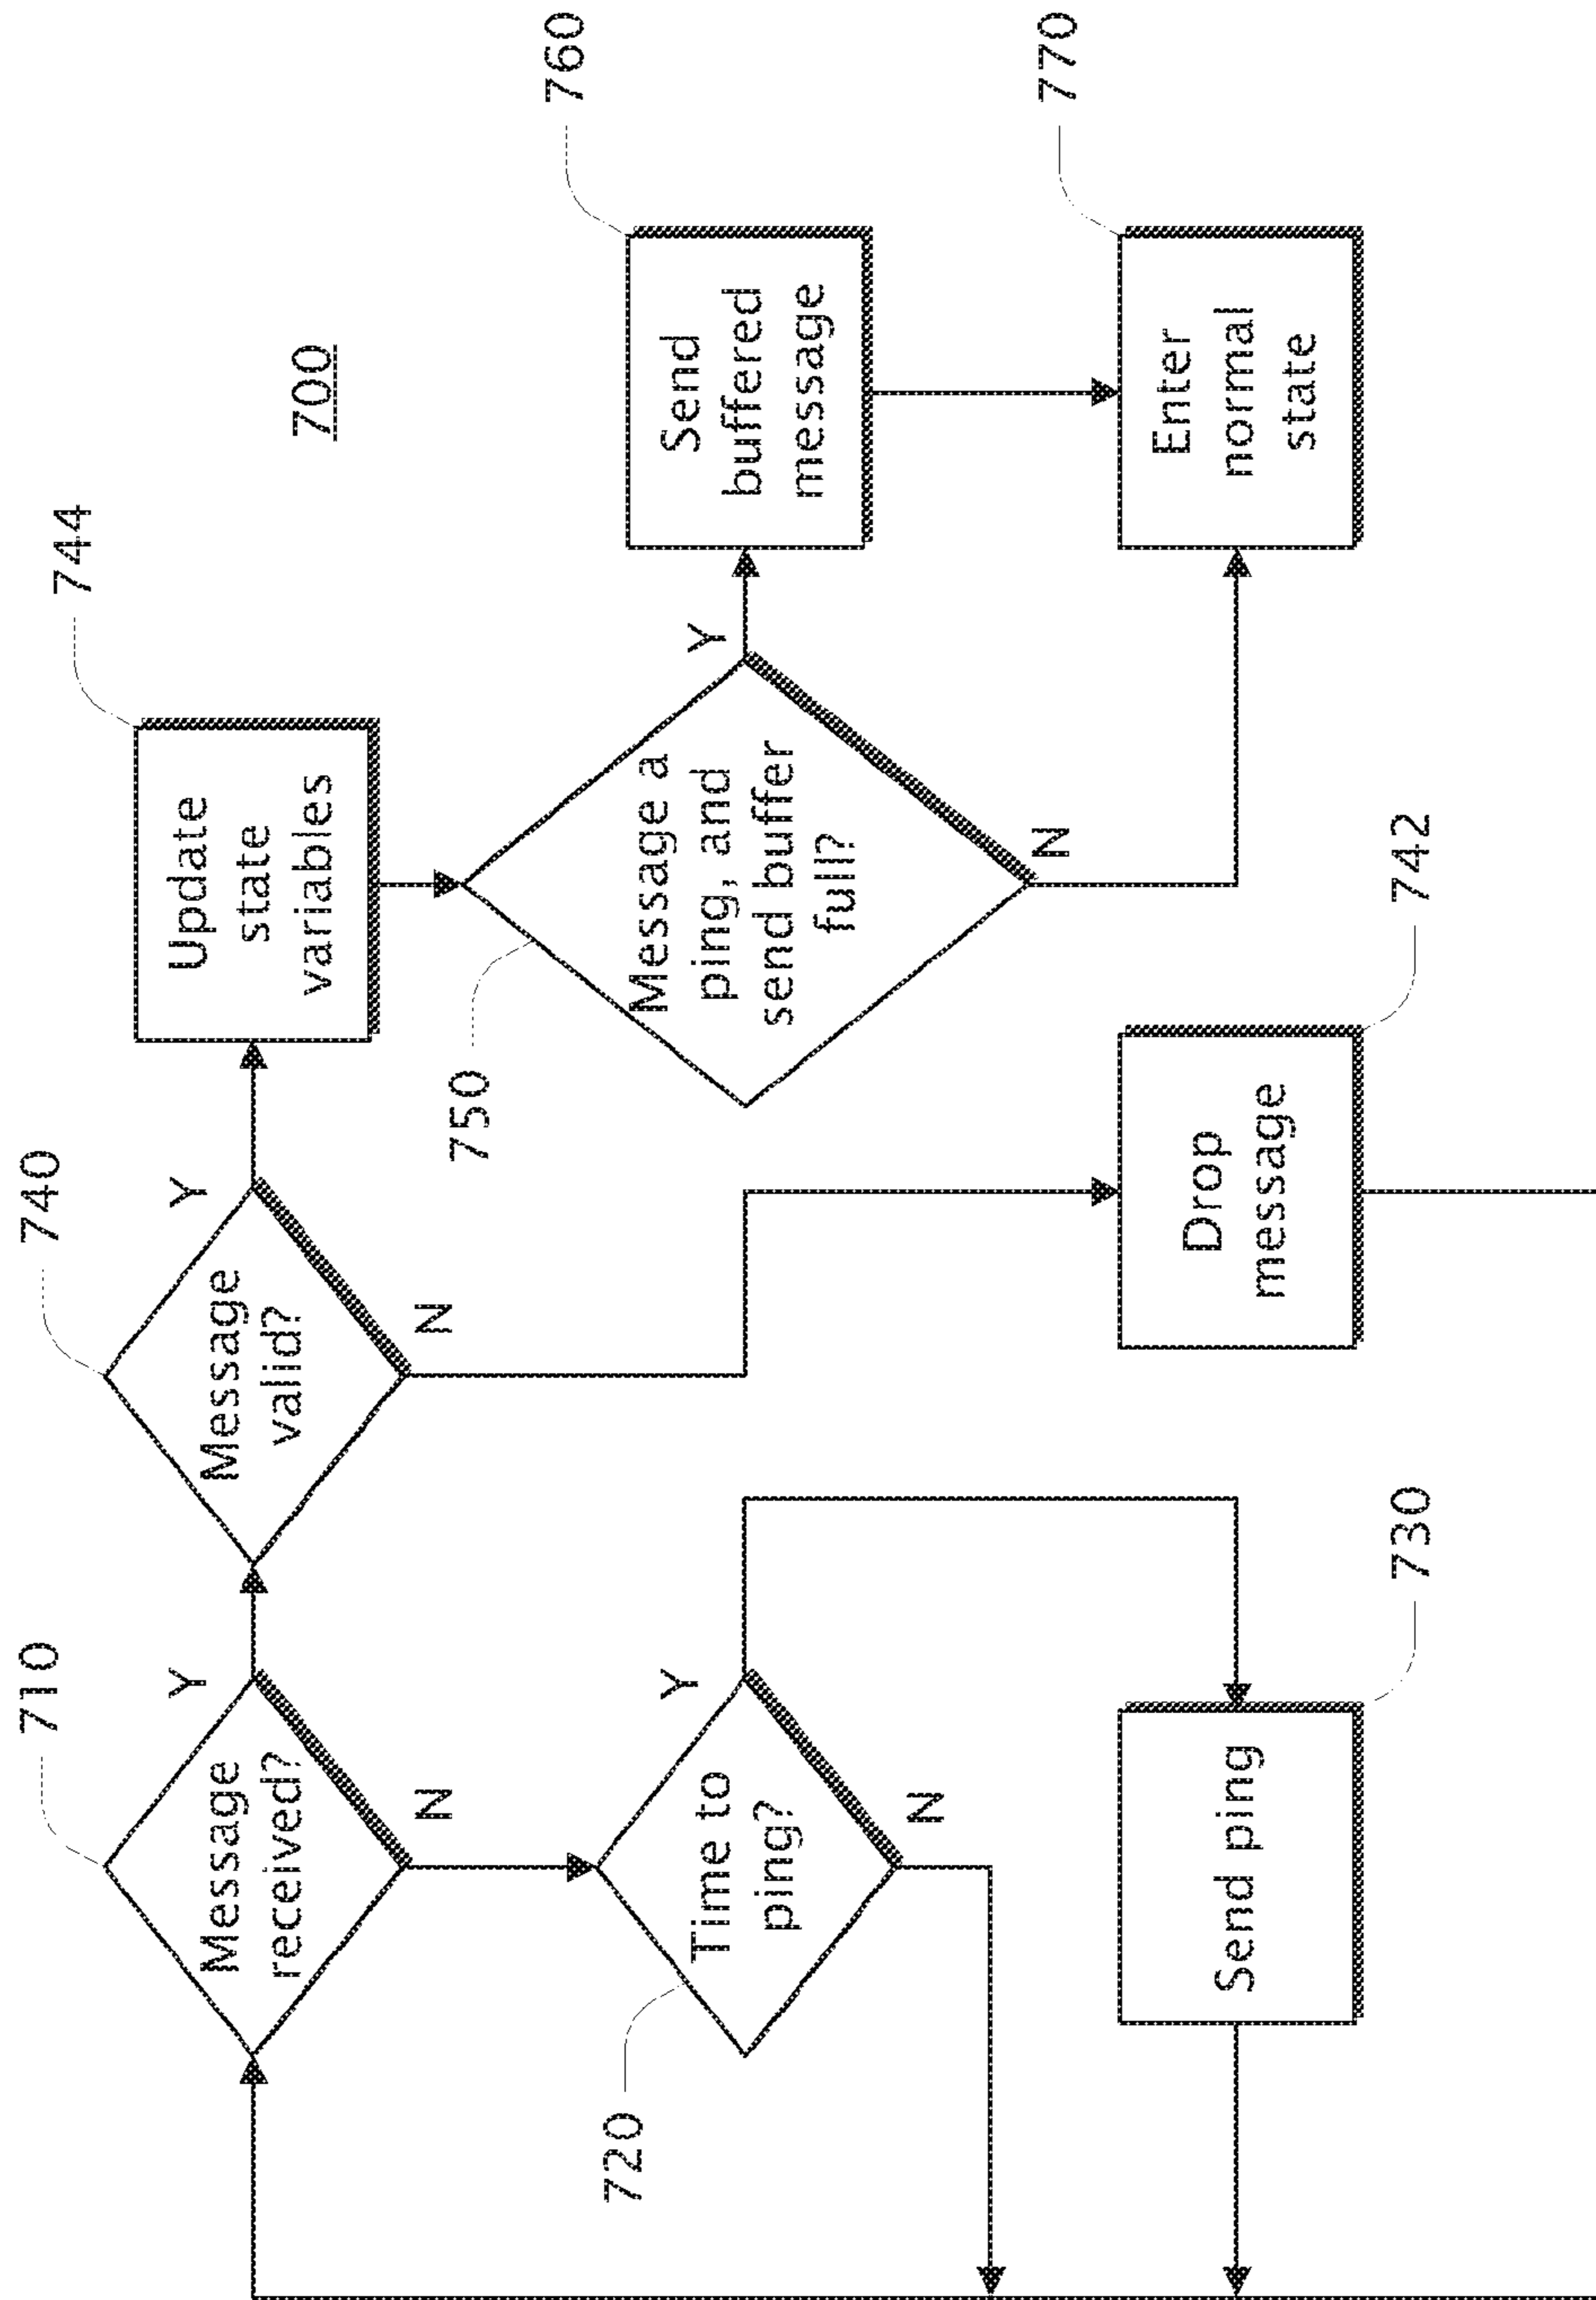 700
710
Message
received?
Y
N
740
Message
valid?
Y
N
744
Update
state
variables
720
Time to
ping?
Y
N
750
Message a
ping, and
send buffer
full?
Y
N
760
Send
buffered
message
730
Send ping
742
Drop
message
770
Enter
normal
state